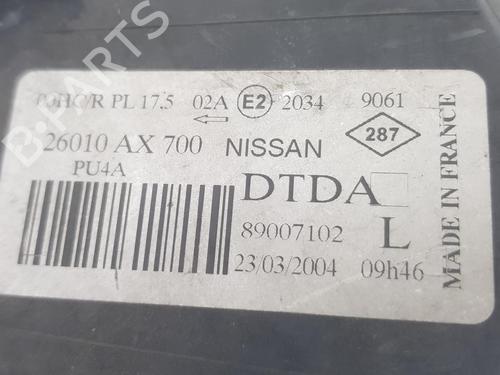 00HC/R PL 17.5 02A E2 2034 9061
26010 AX 700 NISSAN 287
PU4A
DTDA
89007102 L
23/03/2004 09h46
MADE IN FRANCE
B-PARTS